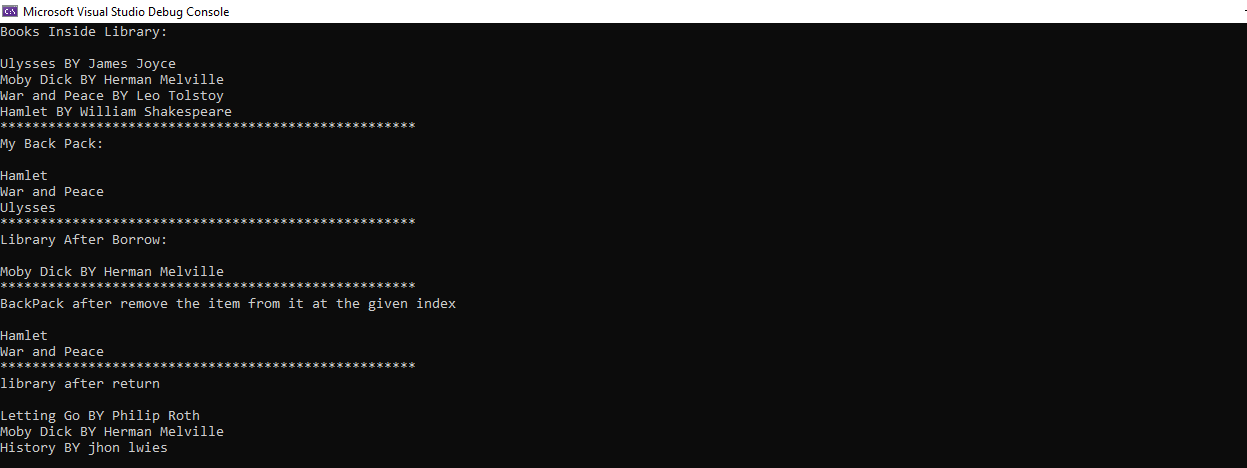 Microsoft Visual Studio Debug Console
Books Inside Library:
Ulysses BY James Joyce
Moby Dick BY Herman Melville
War and Peace BY Leo Tolstoy
Hamlet BY William Shakespeare
****************************************************
My Back Pack:
Hamlet
War and Peace
Ulysses
****************************************************
Library After Borrow:
Moby Dick BY Herman Melville
****************************************************
BackPack after remove the item from it at the given index
Hamlet
War and Peace
****************************************************
library after return
Letting Go BY Philip Roth
Moby Dick BY Herman Melville
History BY jhon lwies